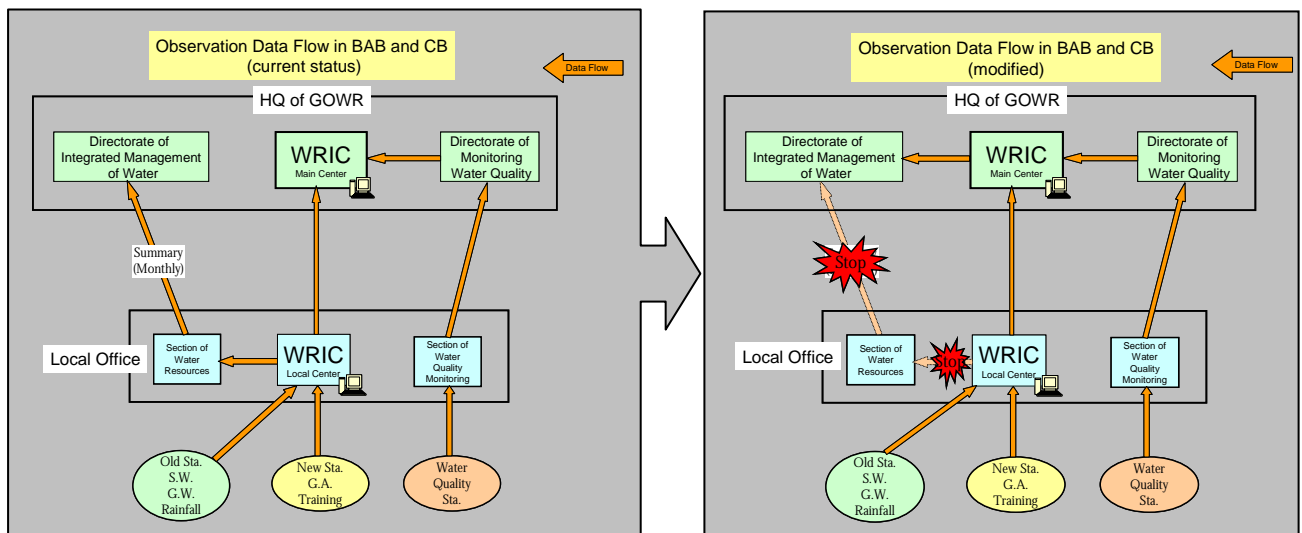 Observation Data Flow in BAB and CB
(current status)
Data Flow
HQ of GOWR
Directorate of
Integrated Management
of Water
WRIC
Main Center
Directorate of
Monitoring
Water Quality
Summary
(Monthly)
Local Office
Section of
Water
Resources
WRIC
Local Center
Section of
Water
Quality
Monitoring
Old Sta.
S.W.
G.W.
Rainfall
New Sta.
G.A.
Training
Water
Quality
Sta.
Observation Data Flow in BAB and CB
(modified)
Data Flow
HQ of GOWR
Directorate of
Integrated Management
of Water
WRIC
Main Center
Directorate of
Monitoring
Water Quality
Stop
Local Office
Section of
Water
Resources
Stop
WRIC
Local Center
Section of
Water
Quality
Monitoring
Old Sta.
S.W.
G.W.
Rainfall
New Sta.
G.A.
Training
Water
Quality
Sta.